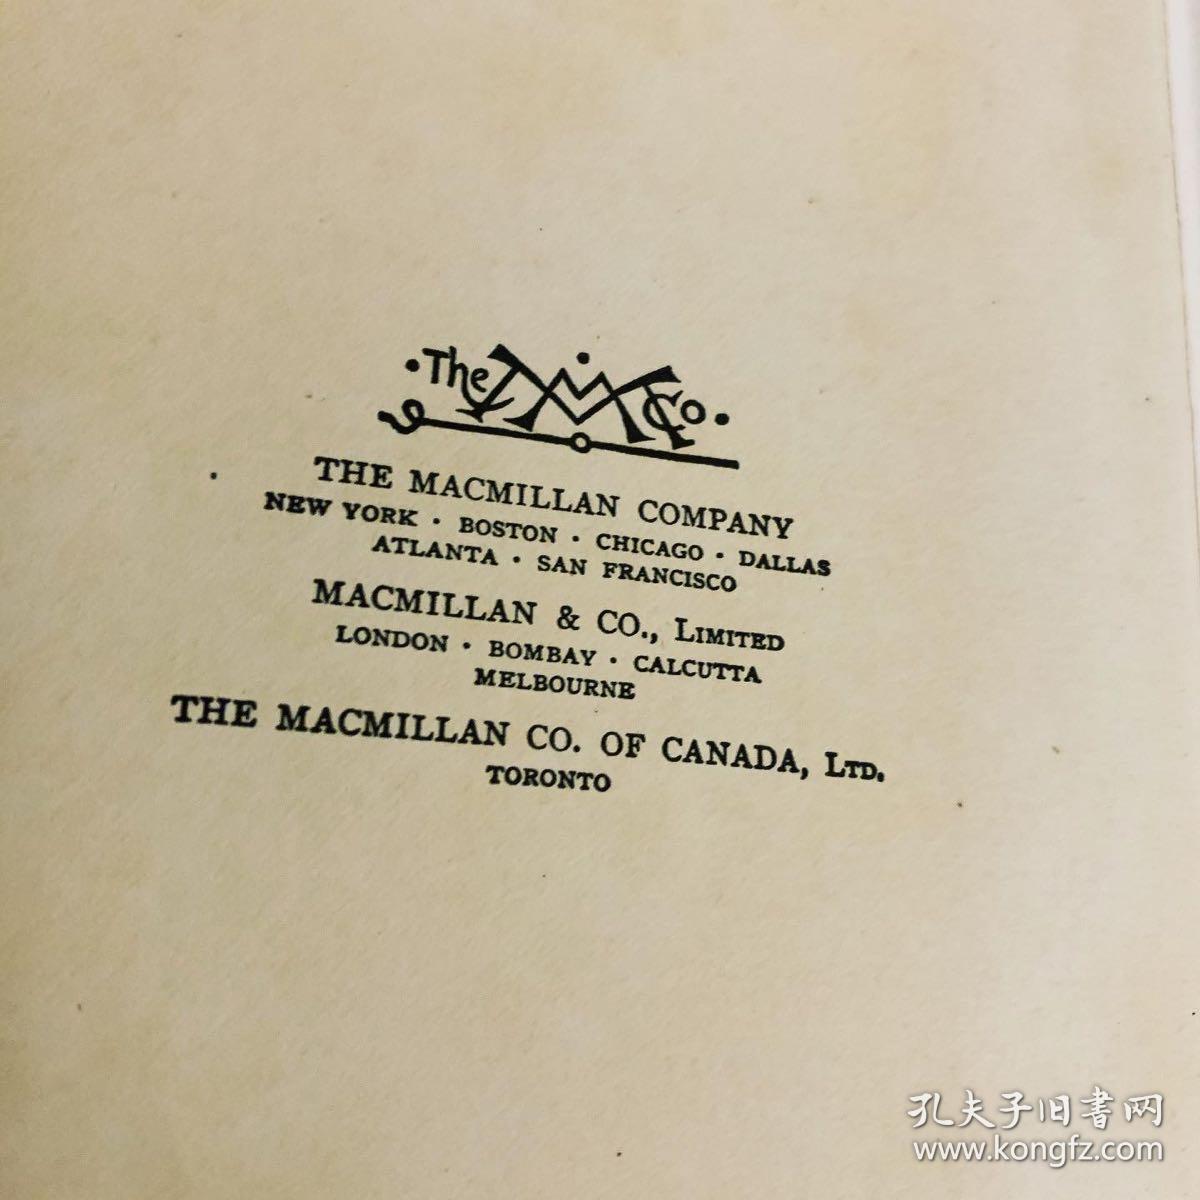 The M Co
THE MACMILLAN COMPANY
NEW YORK · BOSTON · CHICAGO · DALLAS
ATLANTA · SAN FRANCISCO
MACMILLAN & CO., LIMITED
LONDON · BOMBAY · CALCUTTA
MELBOURNE
THE MACMILLAN CO. OF CANADA, LTD.
TORONTO
孔夫子旧書网
www.kongfz.com